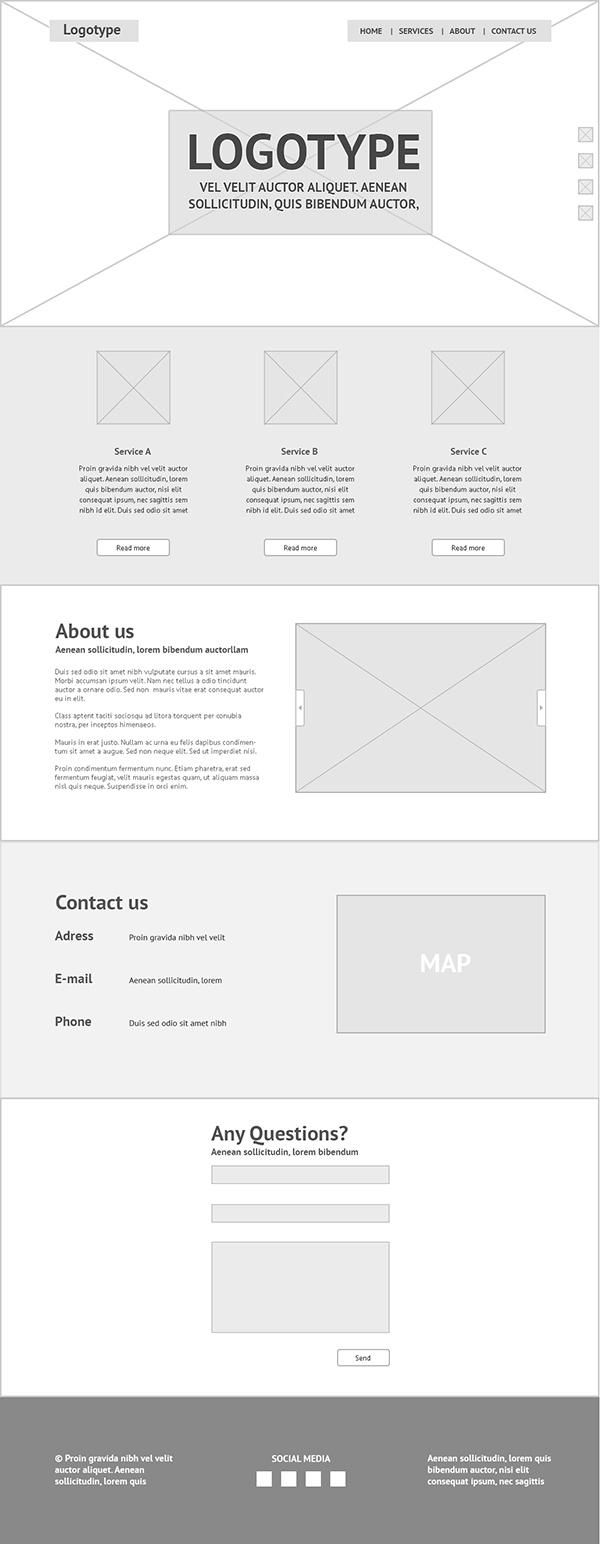 Logotype
HOME | SERVICES | ABOUT | CONTACT US
LOGOTYPE
VEL VELIT AUCTOR ALIQUET. AENEAN
SOLLICITUDIN, QUIS BIBENDUM AUCTOR,
Service A
Proin gravida nibh vel velit auctor
aliquet. Aenean sollicitudin, lorem
quis bibendum auctor, nisi elit
consequat ipsum, nec sagittis sem
nibh id elit. Duis sed odio sit amet
Read more
Service B
Proin gravida nibh vel velit auctor
aliquet. Aenean sollicitudin, lorem
quis bibendum auctor, nisi elit
consequat ipsum, nec sagittis sem
nibh id elit. Duis sed odio sit amet
Read more
Service C
Proin gravida nibh vel velit auctor
aliquet. Aenean sollicitudin, lorem
quis bibendum auctor, nisi elit
consequat ipsum, nec sagittis sem
nibh id elit. Duis sed odio sit amet
Read more
About us
Aenean sollicitudin, lorem bibendum auctorllam
Duis sed odio sit amet nibh vulputate cursus a sit amet mauris.
Morbi accumsan ipsum velit. Nam nec tellus a odio tincidunt
auctor a ornare odio. Sed non mauris vitae erat consequat auctor
eu in elit.
Class aptent taciti sociosqu ad litora torquent per conubia
nostra, per inceptos himenaeos.
Mauris in erat justo. Nullam ac urna eu felis dapibus condimen-
tum sit amet a augue. Sed non neque elit. Sed ut imperdiet nisi.
Proin condimentum fermentum nunc. Etiam pharetra, erat sed
fermentum feugiat, velit mauris egestas quam, ut aliquam massa
nisl quis neque. Suspendisse in orci enim.
Contact us
Adress
Proin gravida nibh vel velit
E-mail
Aenean sollicitudin, lorem
Phone
Duis sed odio sit amet nibh
MAP
Any Questions?
Aenean sollicitudin, lorem bibendum
Send
© Proin gravida nibh vel velit
auctor aliquet. Aenean
sollicitudin, lorem quis
SOCIAL MEDIA
Aenean sollicitudin, lorem quis
bibendum auctor, nisi elit
consequat ipsum, nec sagittis